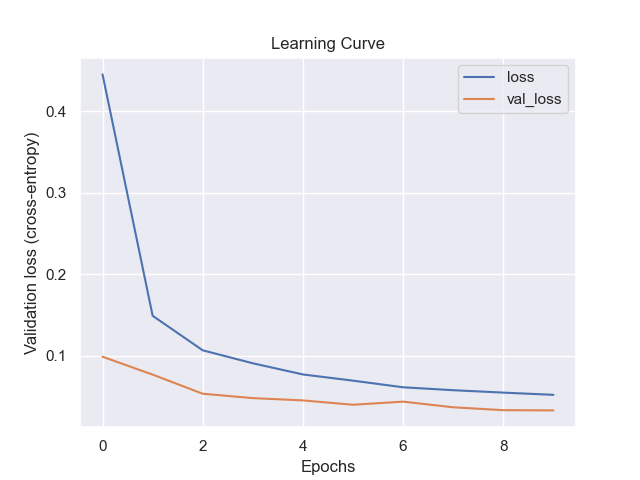 Learning Curve
loss
val_loss
Validation loss (cross-entropy)
0.4
0.3
0.2
0.1
0 2 4 6 8
Epochs